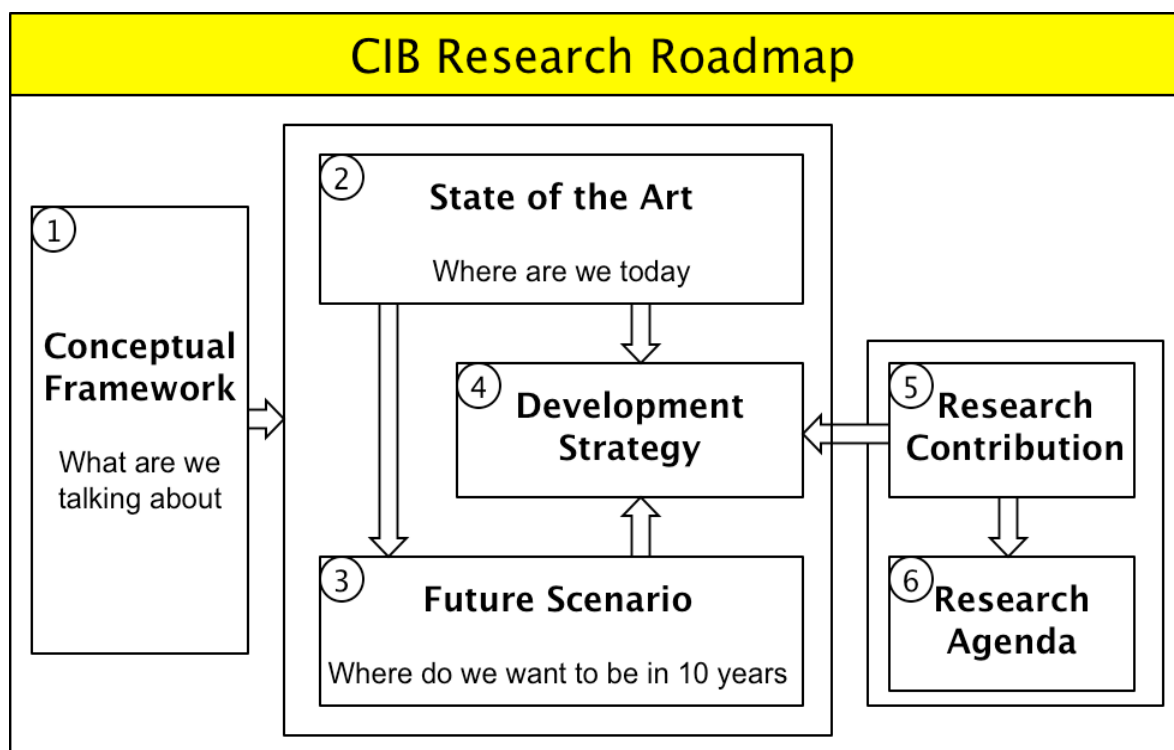 CIB Research Roadmap
1
Conceptual
Framework
What are we
talking about
2
State of the Art
Where are we today
3
Future Scenario
Where do we want to be in 10 years
4
Development
Strategy
5
Research
Contribution
6
Research
Agenda